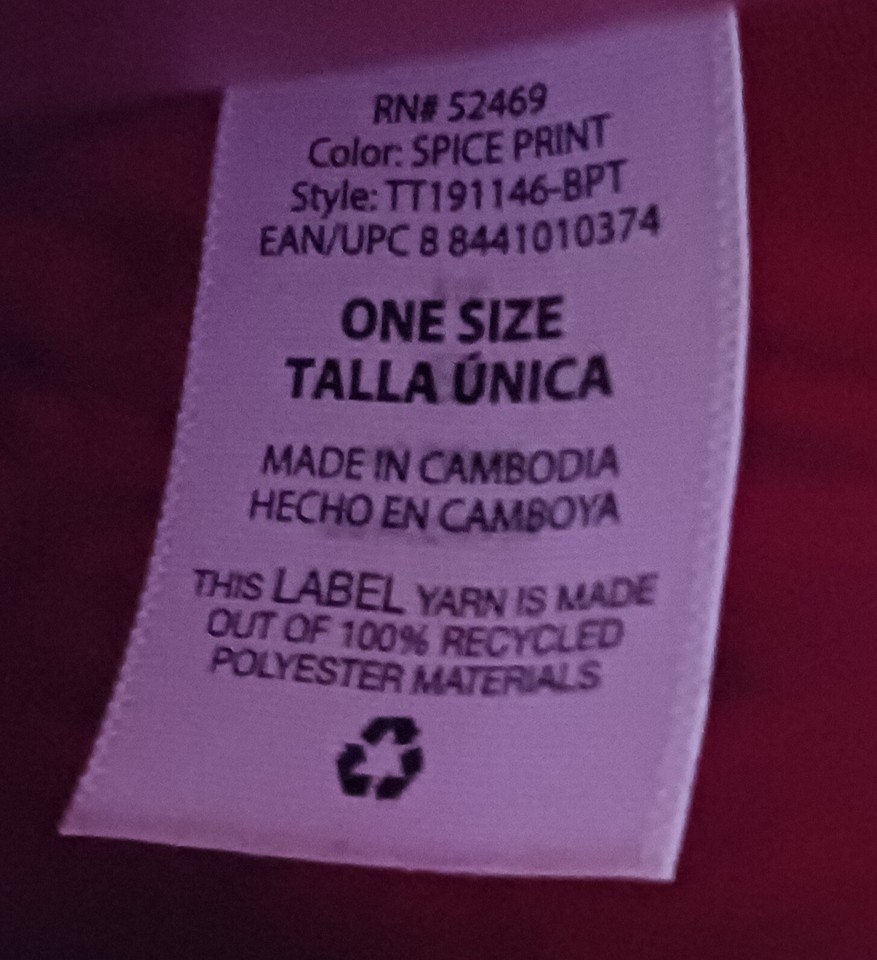 RN# 52469
Color: SPICE PRINT
Style: TT191146-BPT
EAN/UPC 8 8441010374
ONE SIZE
TALLA ÚNICA
MADE IN CAMBODIA
HECHO EN CAMBOYA
THIS LABEL YARN IS MADE
OUT OF 100% RECYCLED
POLYESTER MATERIALS